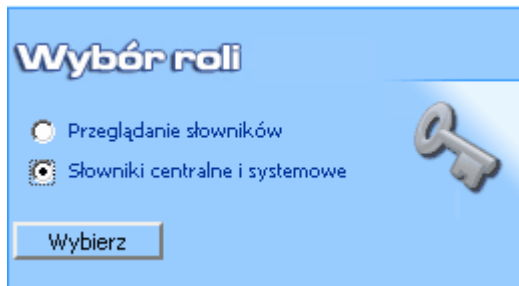 Wybór roli
Przeglądanie słowników
Słowniki centralne i systemowe
Wybierz